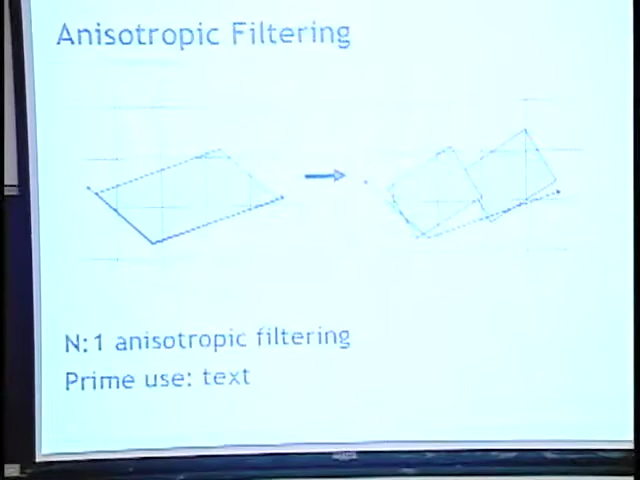 Anisotropic Filtering
N:1 anisotropic filtering
Prime use: text